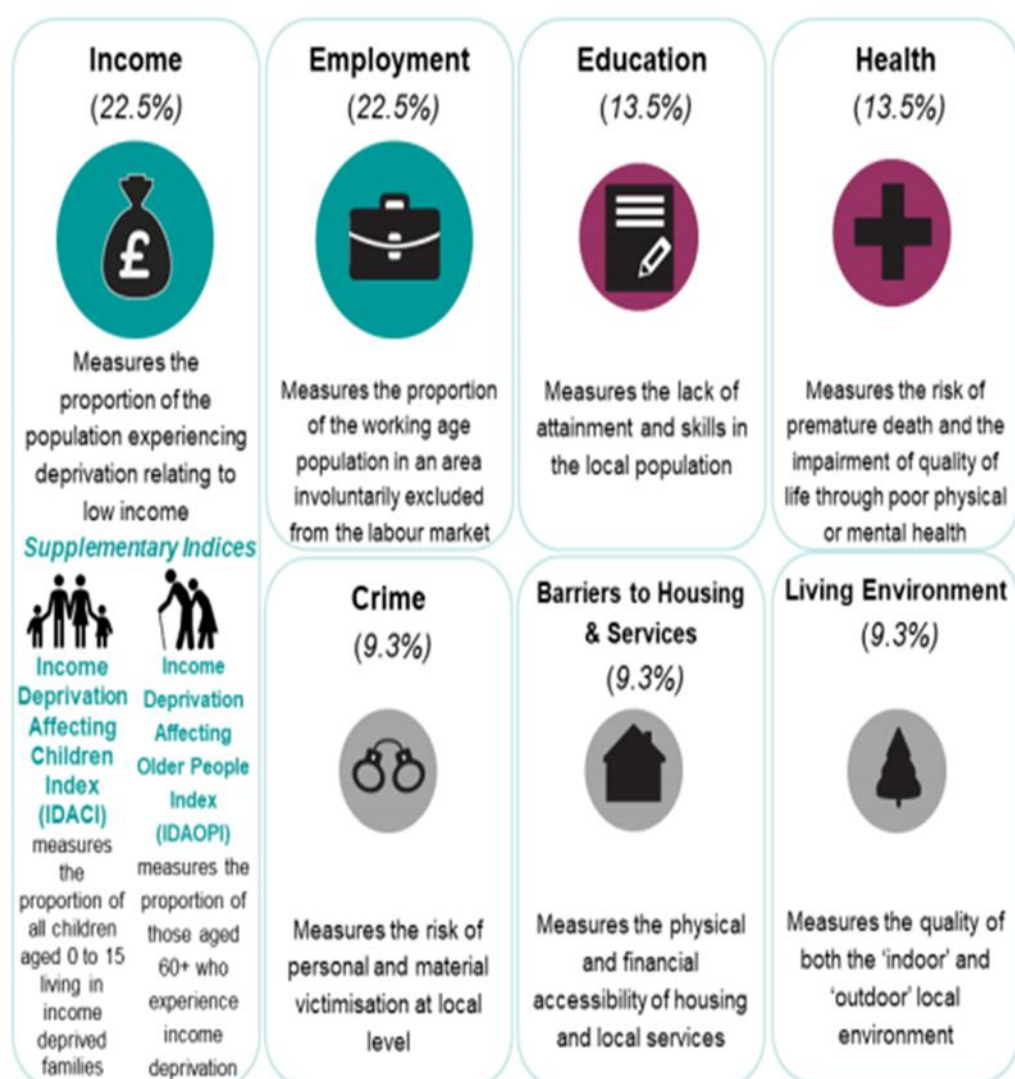 Income
(22.5%)
£
Measures the
proportion of the
population experiencing
deprivation relating to
low income
Supplementary Indices
Income
Deprivation
Affecting
Children
Index
(IDACI)
measures
the
proportion of
all children
aged 0 to 15
living in
income
deprived
families
Income
Deprivation
Affecting
Older People
Index
(IDAOPI)
measures the
proportion of
those aged
60+ who
experience
income
deprivation
Employment
(22.5%)
Measures the proportion
of the working age
population in an area
involuntarily excluded
from the labour market
Education
(13.5%)
Measures the lack of
attainment and skills in
the local population
Health
(13.5%)
Measures the risk of
premature death and the
impairment of quality of
life through poor physical
or mental health
Crime
(9.3%)
Measures the risk of
personal and material
victimisation at local
level
Barriers to Housing
& Services
(9.3%)
Measures the physical
and financial
accessibility of housing
and local services
Living Environment
(9.3%)
Measures the quality of
both the ‘indoor’ and
‘outdoor’ local
environment